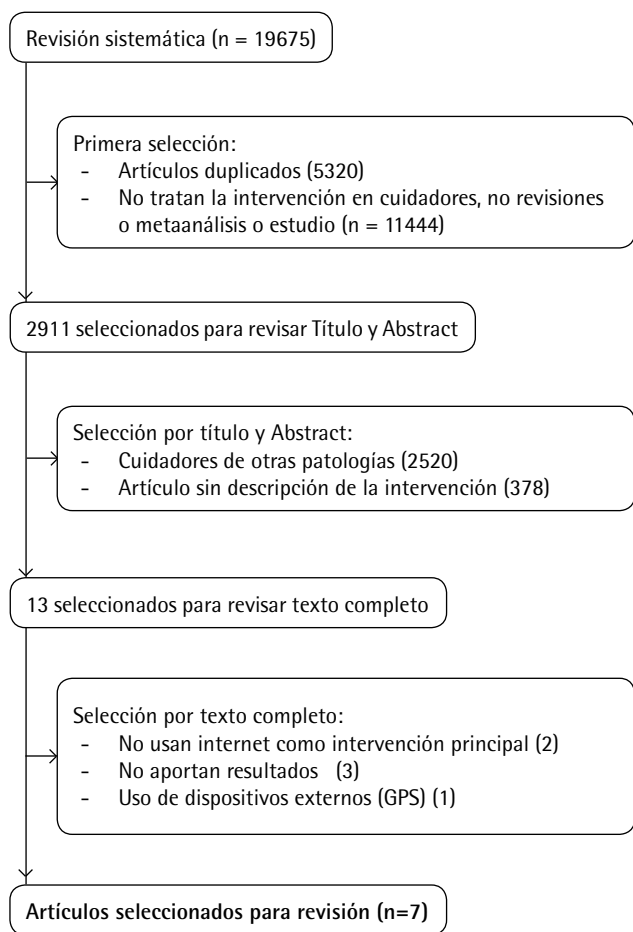 Revisión sistemática (n = 19675)
Primera selección:
- Artículos duplicados (5320)
- No tratan la intervención en cuidadores, no revisiones
o metaanálisis o estudio (n = 11444)
2911 seleccionados para revisar Título y Abstract
Selección por título y Abstract:
- Cuidadores de otras patologías (2520)
- Artículo sin descripción de la intervención (378)
13 seleccionados para revisar texto completo
Selección por texto completo:
- No usan internet como intervención principal (2)
- No aportan resultados (3)
- Uso de dispositivos externos (GPS) (1)
Artículos seleccionados para revisión (n=7)